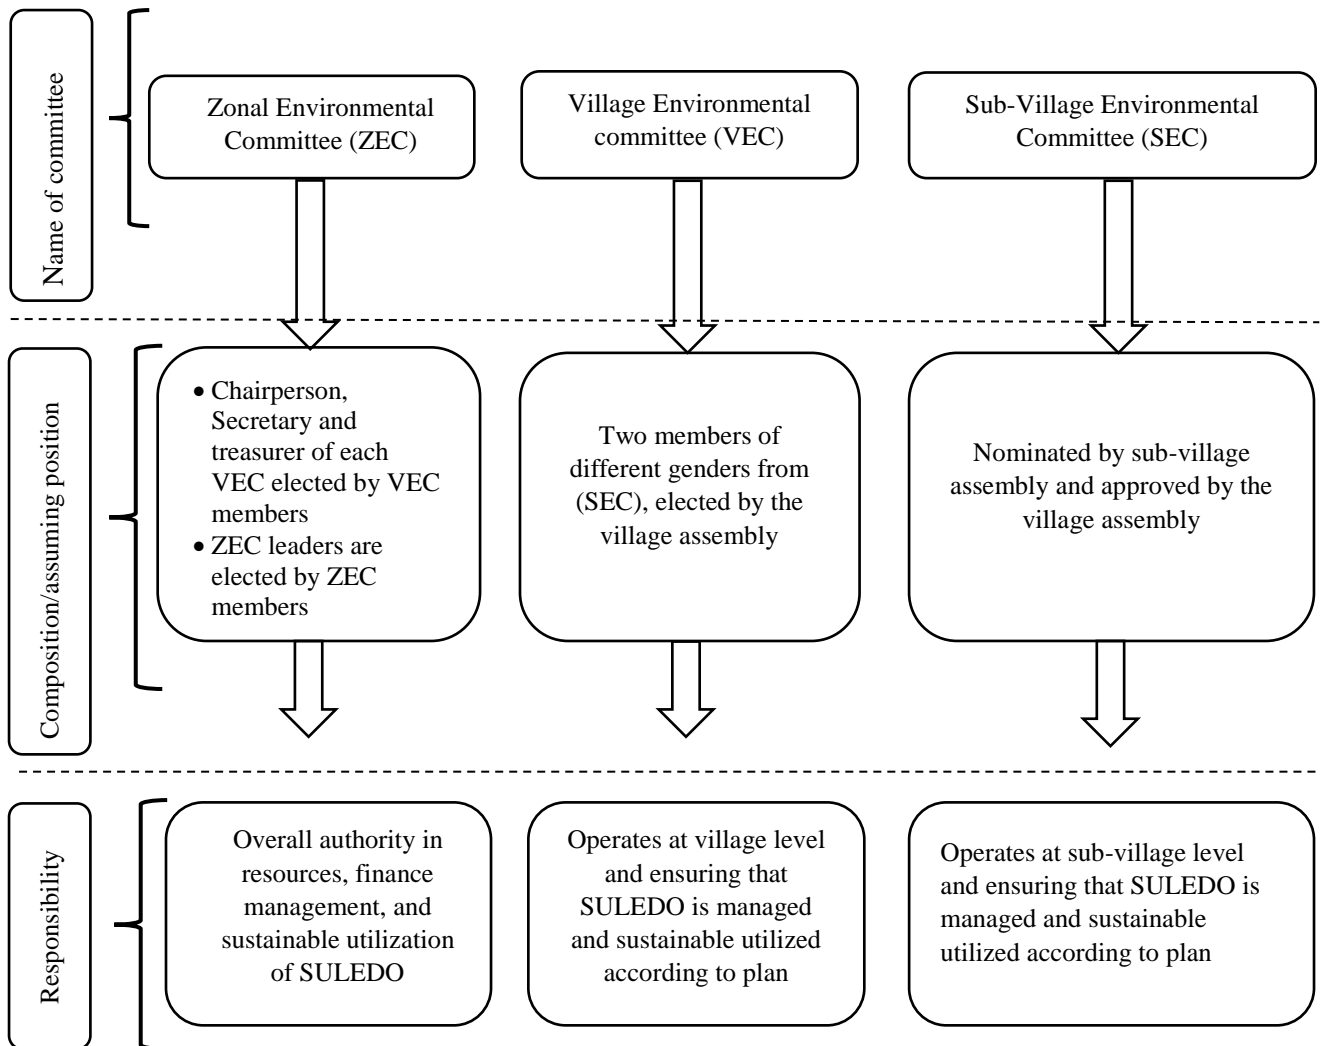 Name of committee
Zonal Environmental
Committee (ZEC)
Village Environmental
committee (VEC)
Sub-Village Environmental
Committee (SEC)
Composition/assuming position
• Chairperson,
Secretary and
treasurer of each
VEC elected by VEC
members
• ZEC leaders are
elected by ZEC
members
Two members of
different genders from
(SEC), elected by the
village assembly
Nominated by sub-village
assembly and approved by the
village assembly
Responsibility
Overall authority in
resources, finance
management, and
sustainable utilization
of SULEDO
Operates at village level
and ensuring that
SULEDO is managed
and sustainable utilized
according to plan
Operates at sub-village level
and ensuring that SULEDO is
managed and sustainable
utilized according to plan